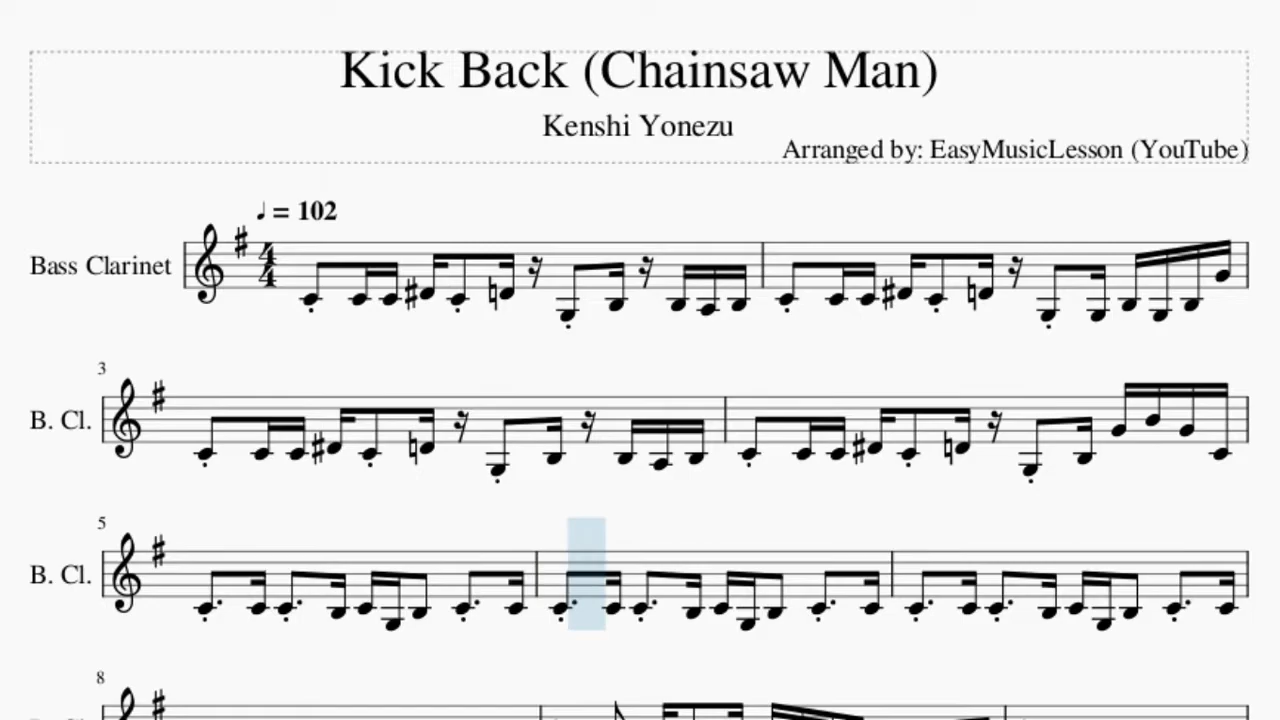 Kick Back (Chainsaw Man)
Kenshi Yonezu
Arranged by: EasyMusicLesson (YouTube)
♩ = 102
Bass Clarinet
4
4
3
B. Cl.
5
B. Cl.
8